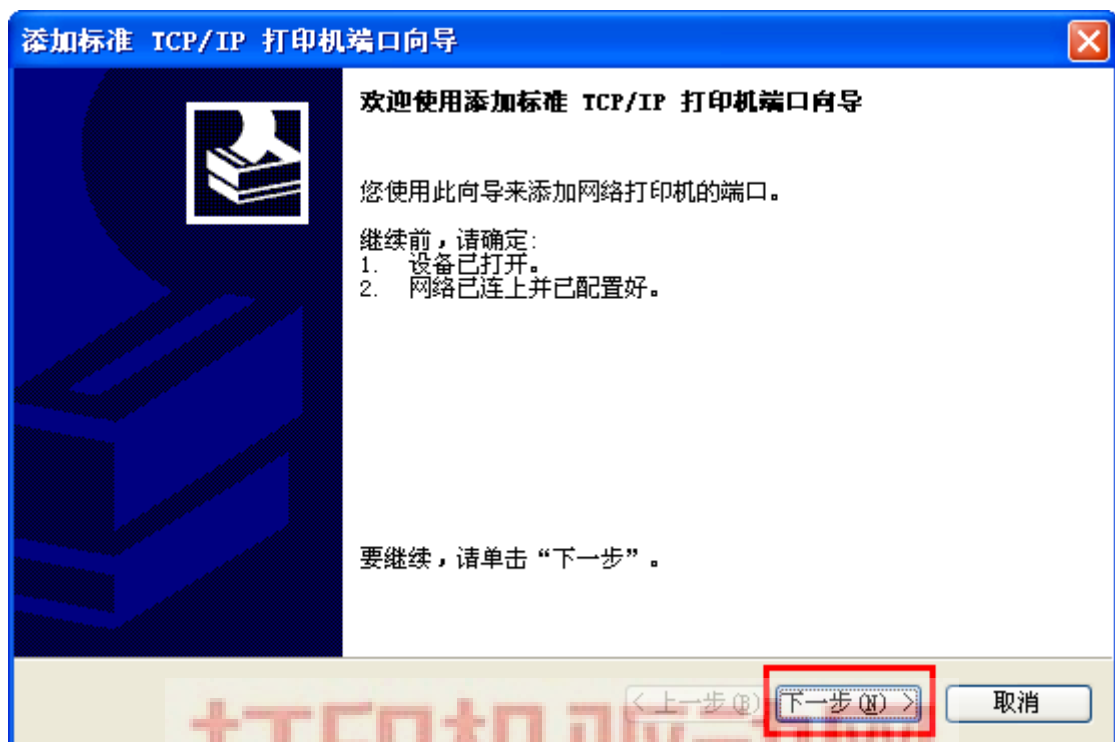 添加标准 TCP/IP 打印机端口向导
欢迎使用添加标准 TCP/IP 打印机端口向导
您使用此向导来添加网络打印机的端口。
继续前，请确定:
1. 设备已打开。
2. 网络已连上并已配置好。
要继续，请单击“下一步”。
< 上一步(B) 下一步(N) > 取消